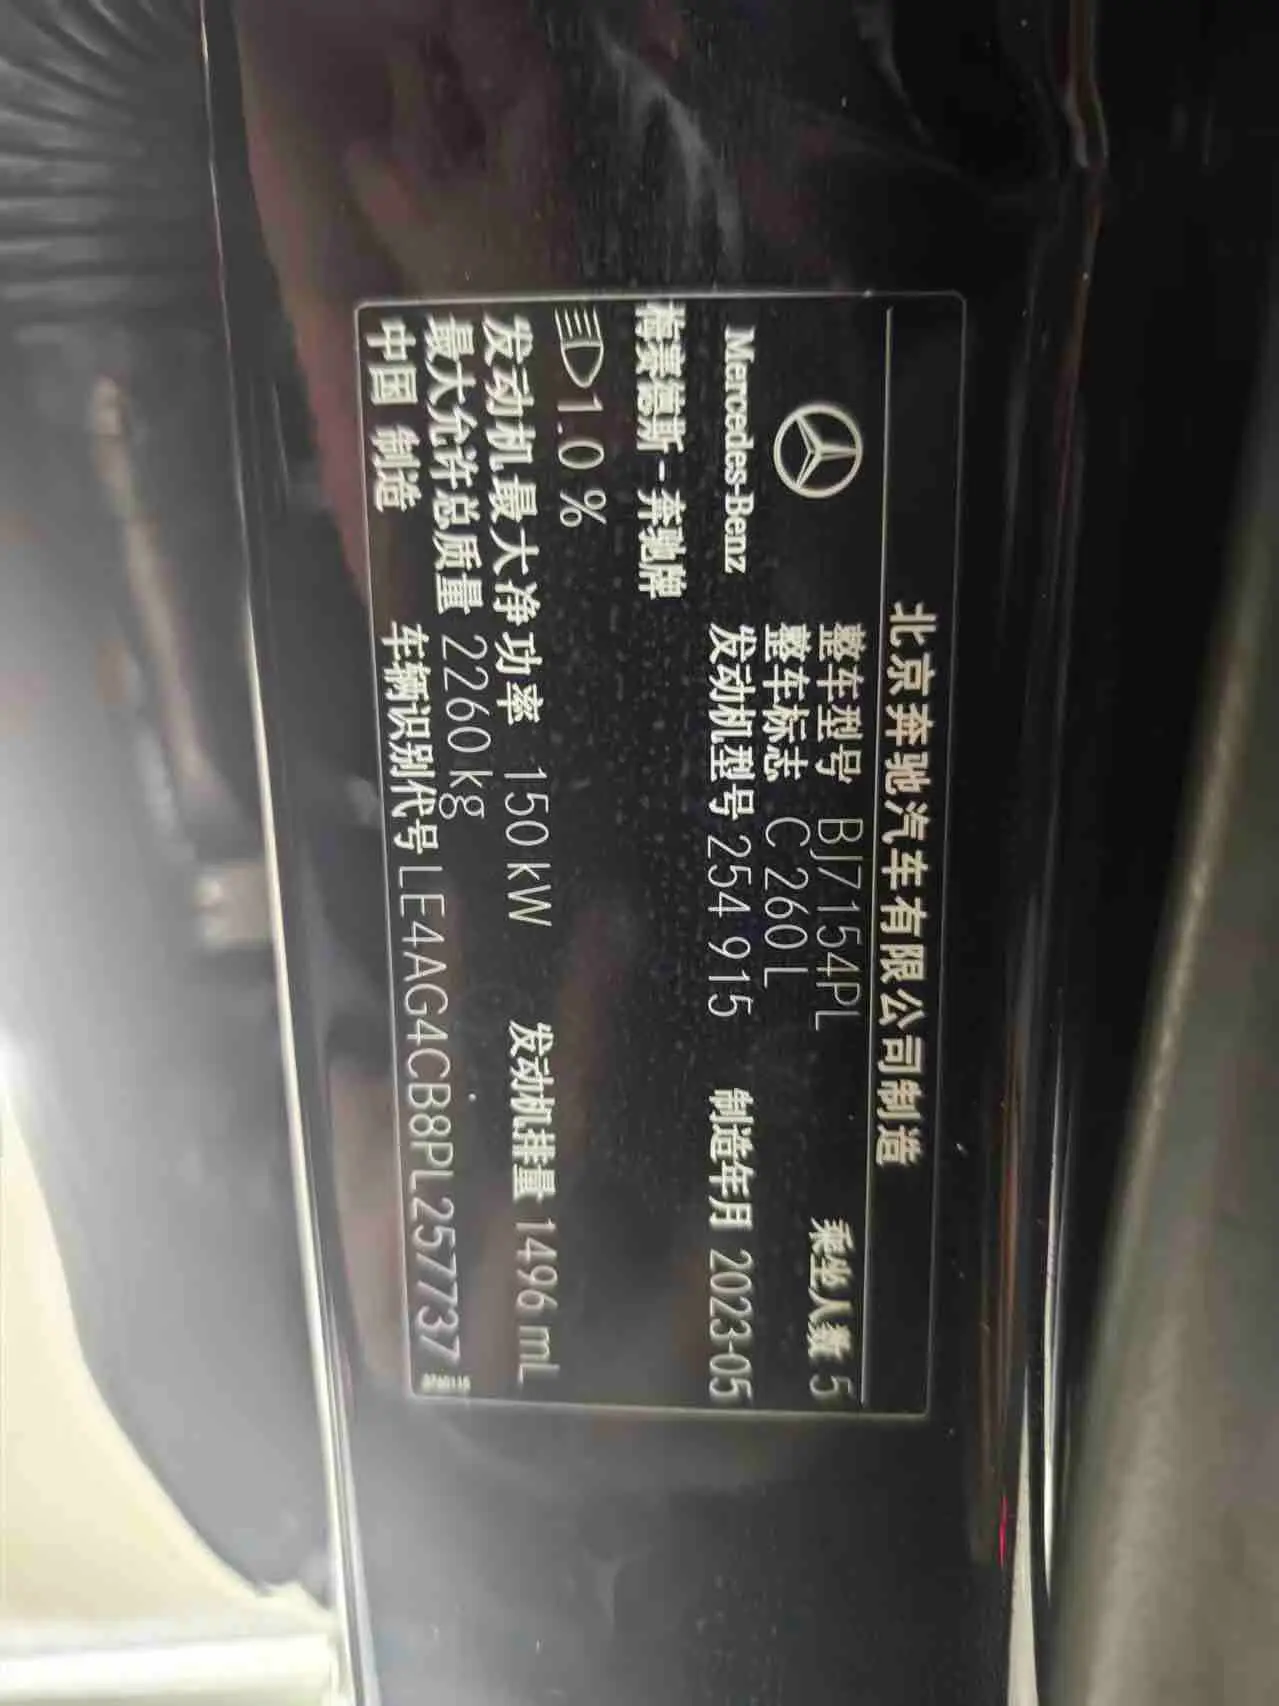 北京奔驰汽车有限公司制造
整车型号 BJ7154PL 乘坐人数 5
整车标志 C 260 L
Mercedes-Benz 发动机型号 254 915 制造年月 2023-05
梅赛德斯-奔驰牌
1.0 %
发动机最大净功率 150 kW 发动机排量 1496 mL
最大允许总质量 2260 kg
中国 制造 车辆识别代号 LE4AG4CB8PL257737